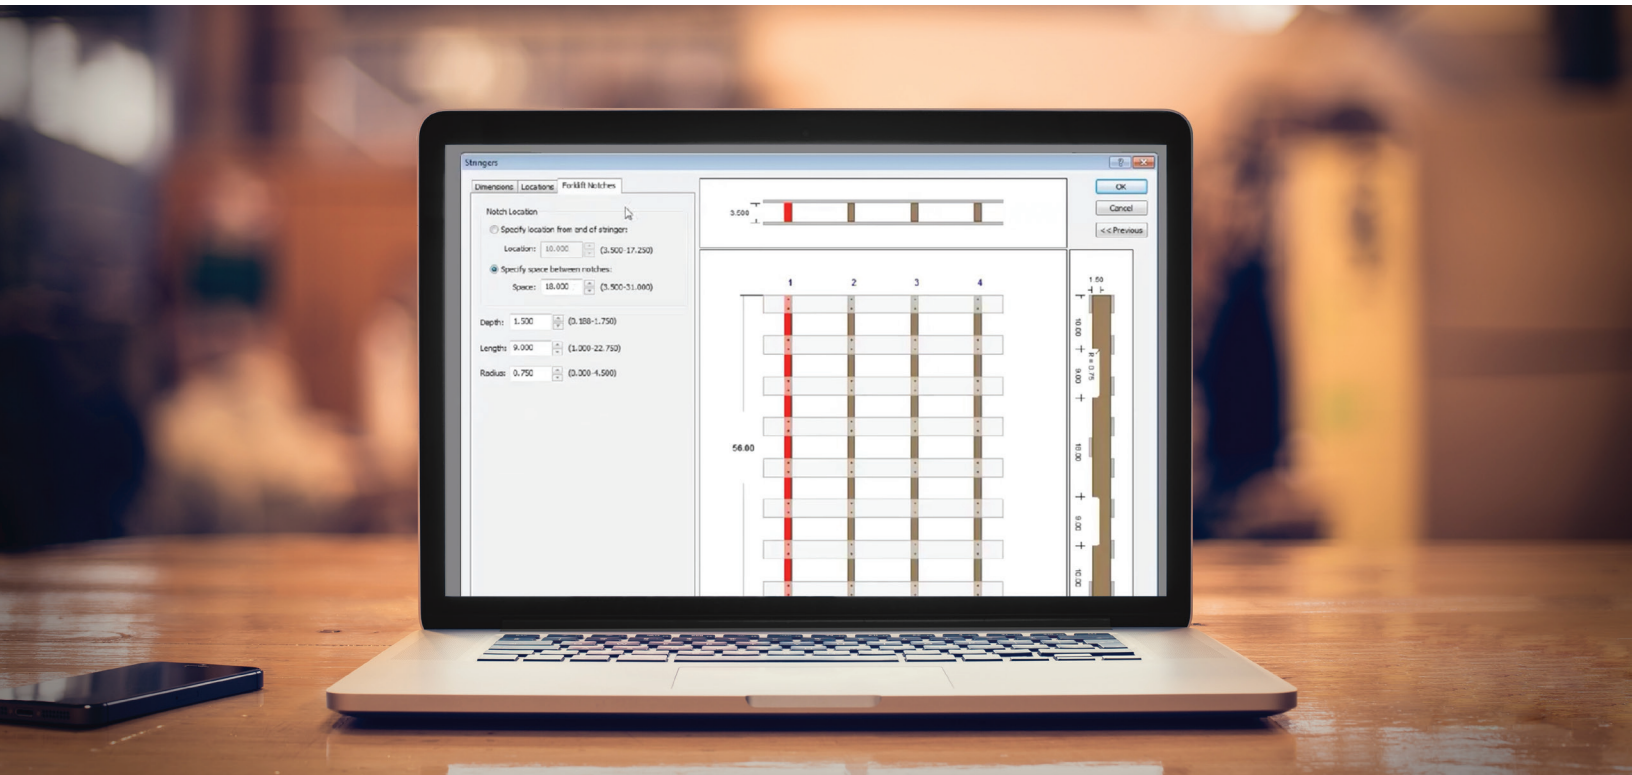 Stringers
Dimensions Locations Forklift Notches
Notch Location
Specify location from end of stringer:
Location: 10.000 (3.500-17.250)
Specify space between notches:
Space: 18.000 (3.500-31.000)
Depth: 1.500 (0.188-1.750)
Length: 9.000 (1.000-22.750)
Radius: 0.750 (0.000-4.500)
3.500
1 2 3 4
56.00
OK
Cancel
<< Previous
1.50
10.00
R = 0.75
9.00
18.00
9.00
10.00